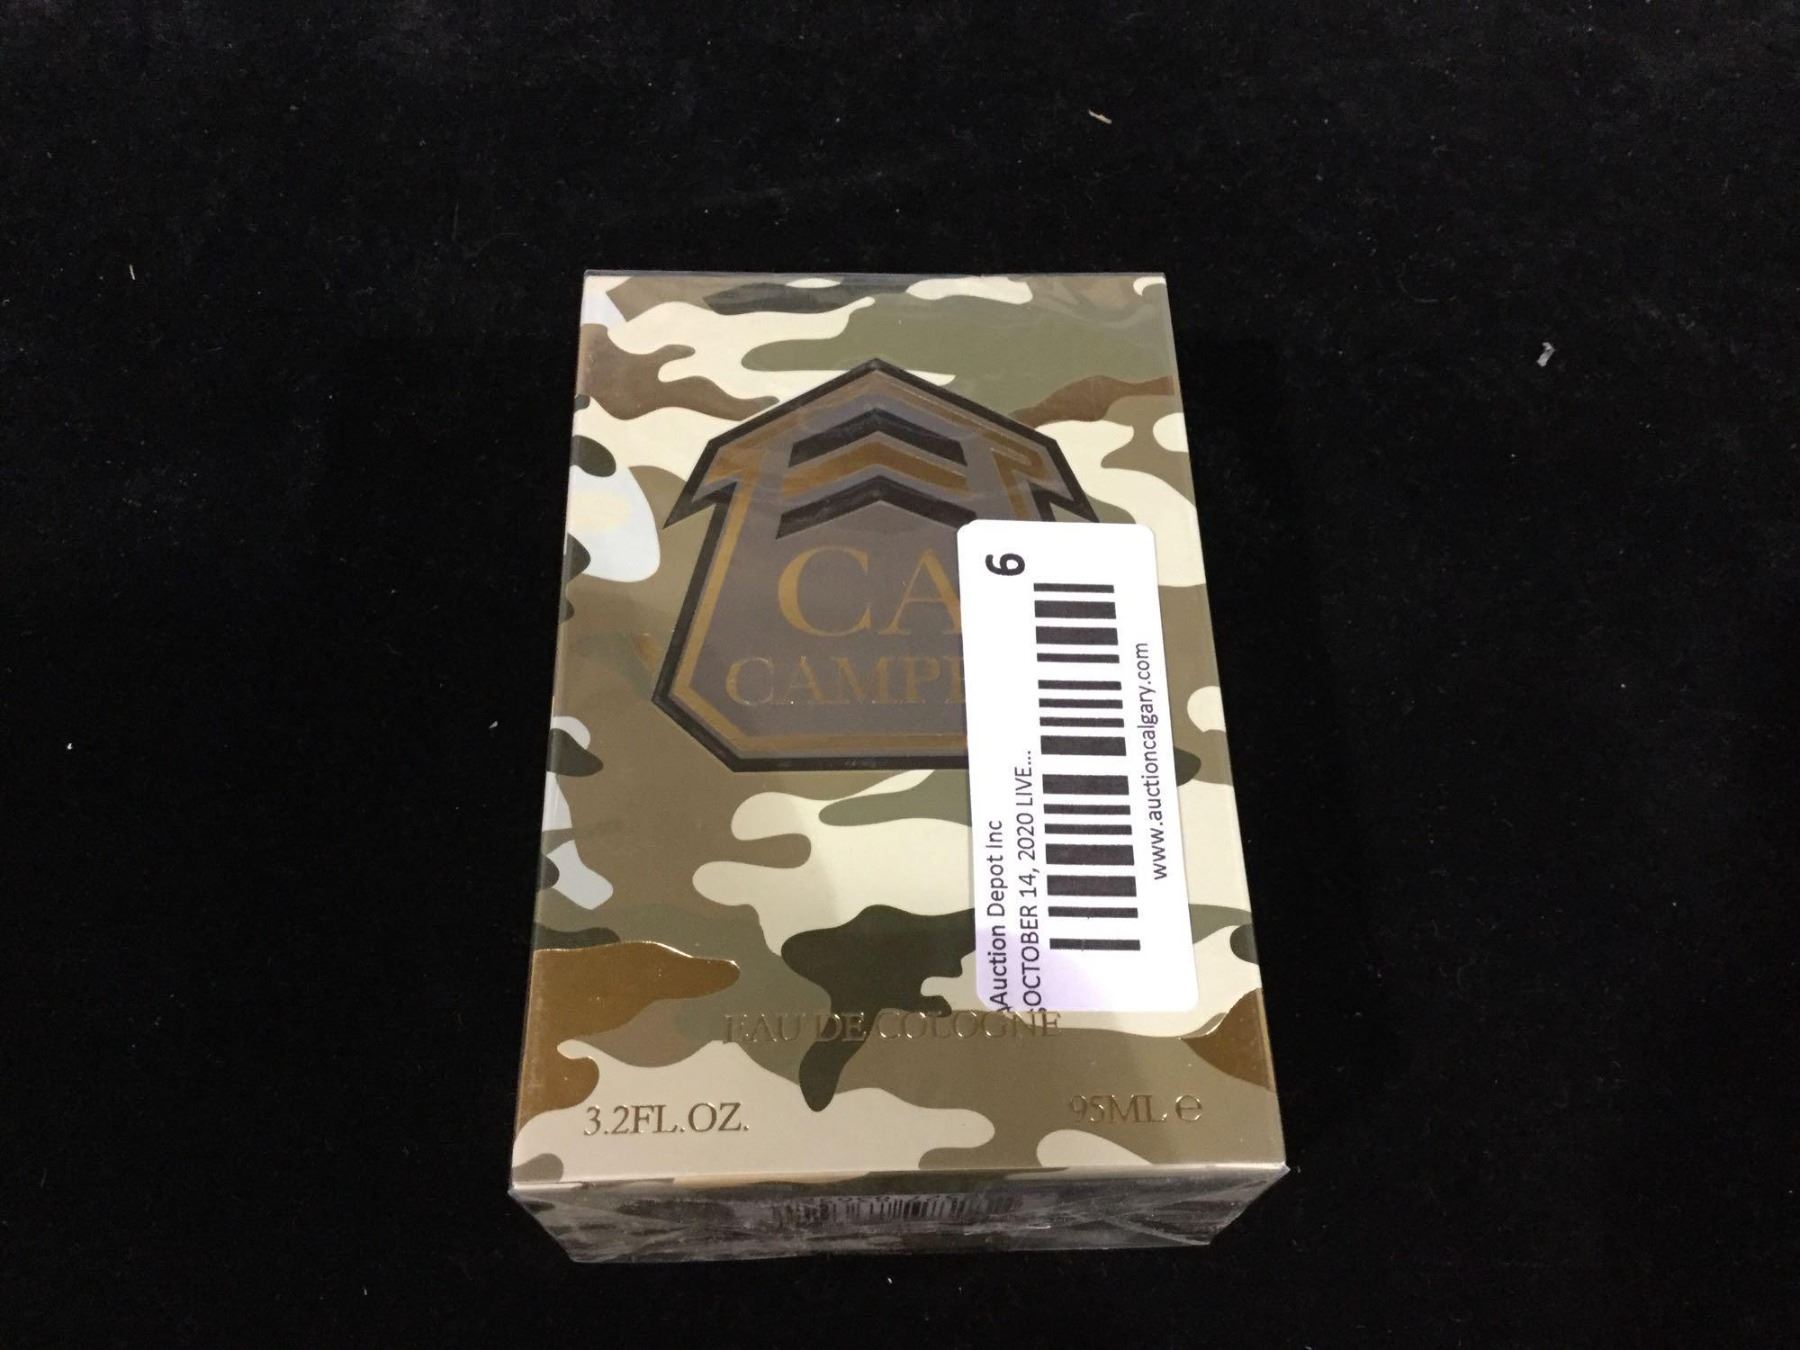 CA
CAMP
EAU DE COLOGNE
3.2FL.OZ.
95ML e
6
www.auctioncalgary.com
OCTOBER 14, 2020 LIVE...
Auction Depot Inc